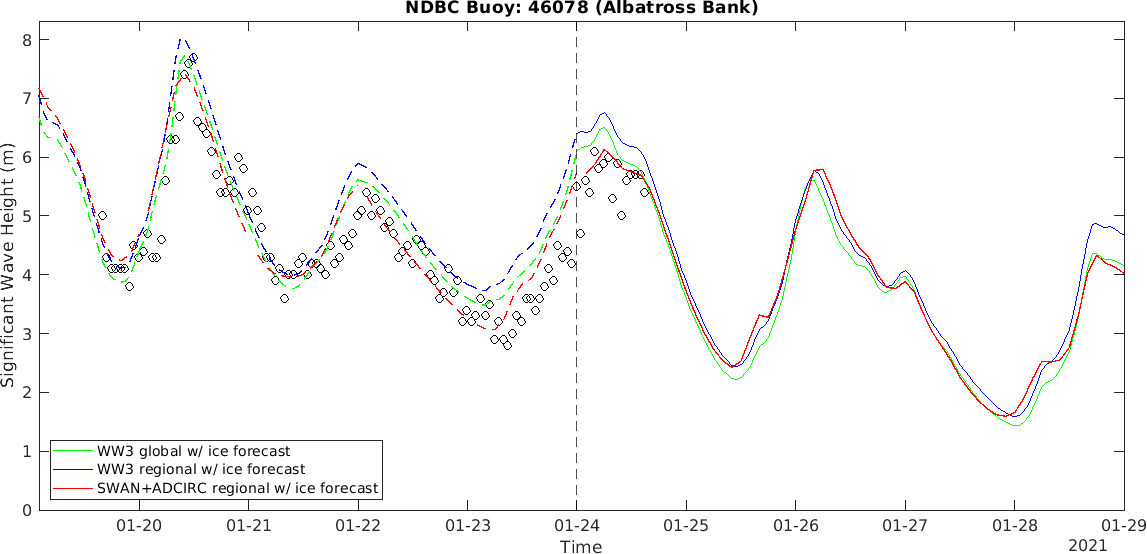 NDBC Buoy: 46078 (Albatross Bank)
Significant Wave Height (m)
8
7
6
5
4
3
2
1
0
WW3 global w/ ice forecast
WW3 regional w/ ice forecast
SWAN+ADCIRC regional w/ ice forecast
01-20 01-21 01-22 01-23 01-24 01-25 01-26 01-27 01-28 01-29
Time
2021